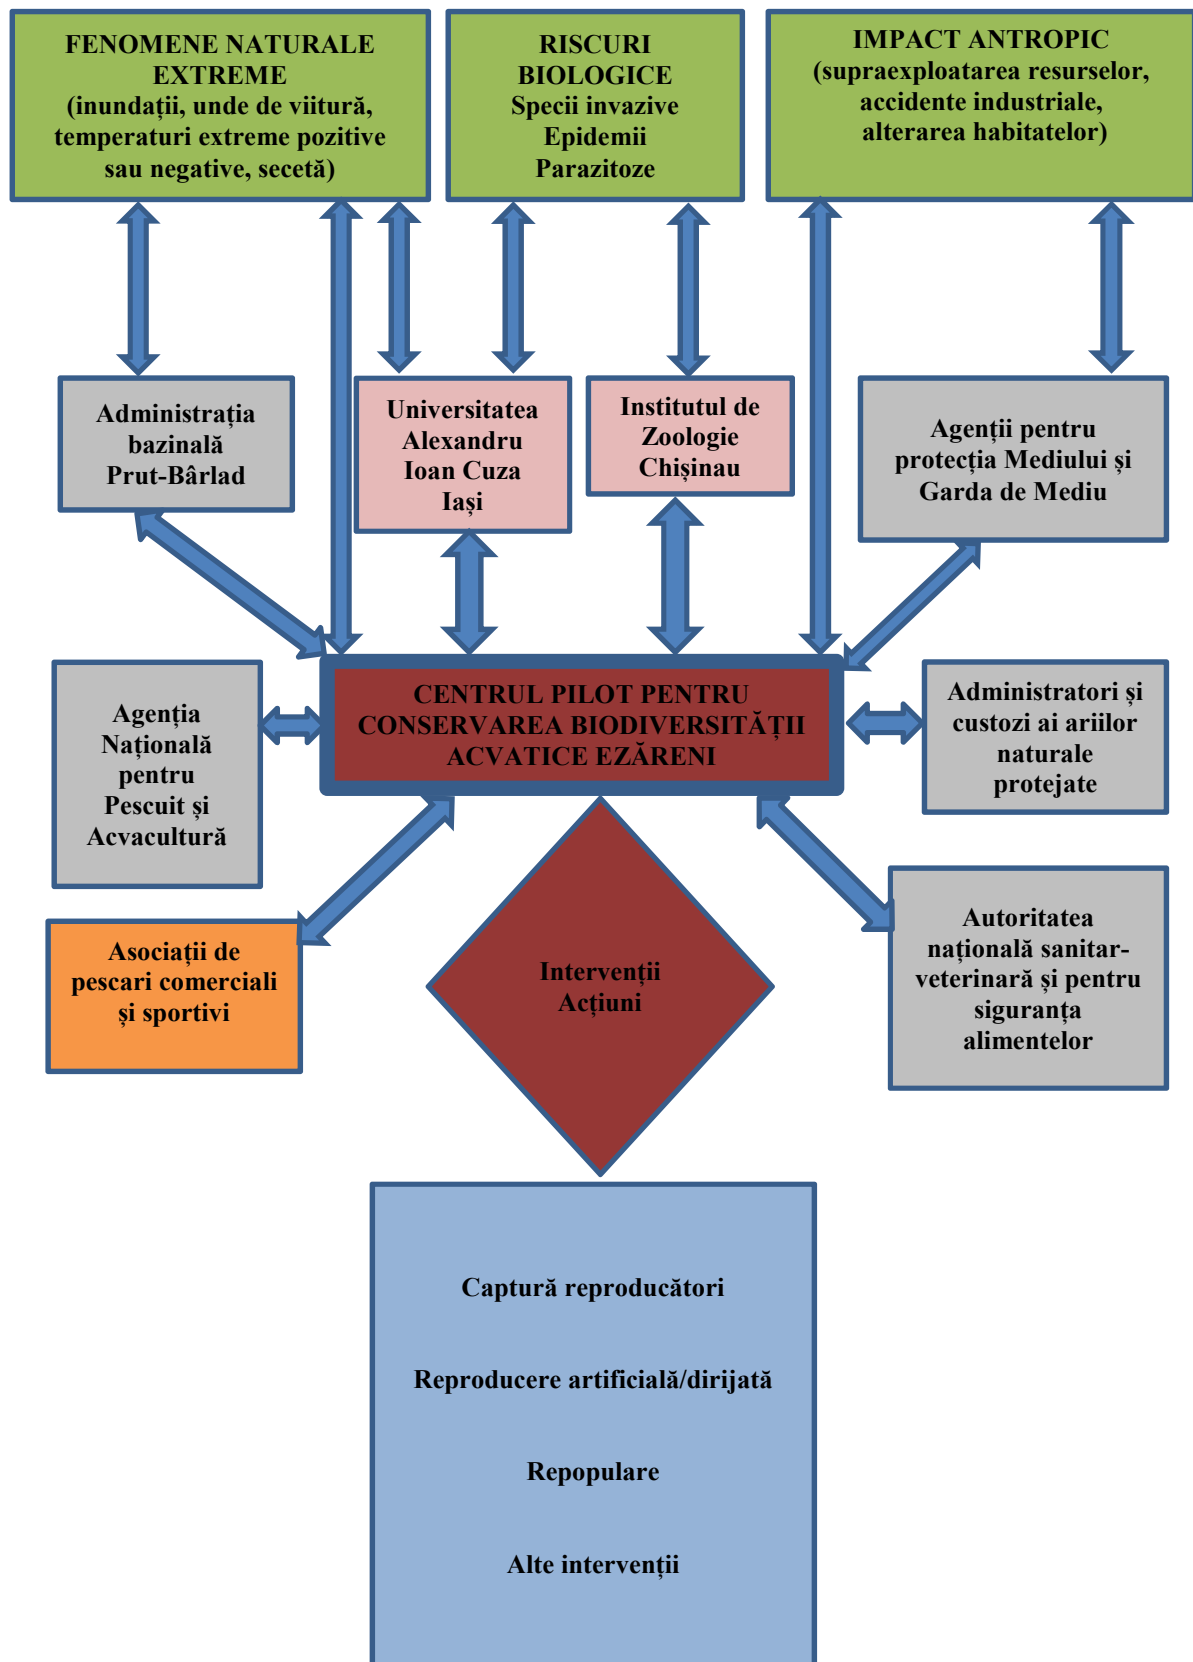 FENOMENE NATURALE
EXTREME
(inundații, unde de viitură,
temperaturi extreme pozitive
sau negative, secetă)
RISCURI
BIOLOGICE
Specii invazive
Epidemii
Parazitoze
IMPACT ANTROPIC
(supraexploatarea resurselor,
accidente industriale,
alterarea habitatelor)
Administrația
bazinală
Prut-Bârlad
Universitatea
Alexandru
Ioan Cuza
Iași
Institutul de
Zoologie
Chișinau
Agenții pentru
protecția Mediului și
Garda de Mediu
Agenția
Națională
pentru
Pescuit și
Acvacultură
CENTRUL PILOT PENTRU
CONSERVAREA BIODIVERSITĂȚII
ACVATICE EZĂRENI
Administratori și
custozi ai ariilor
naturale
protejate
Asociații de
pescari comerciali
și sportivi
Intervenții
Acțiuni
Autoritatea
națională sanitar-
veterinară și pentru
siguranța
alimentelor
Captură reproducători
Reproducere artificială/dirijată
Repopulare
Alte intervenții